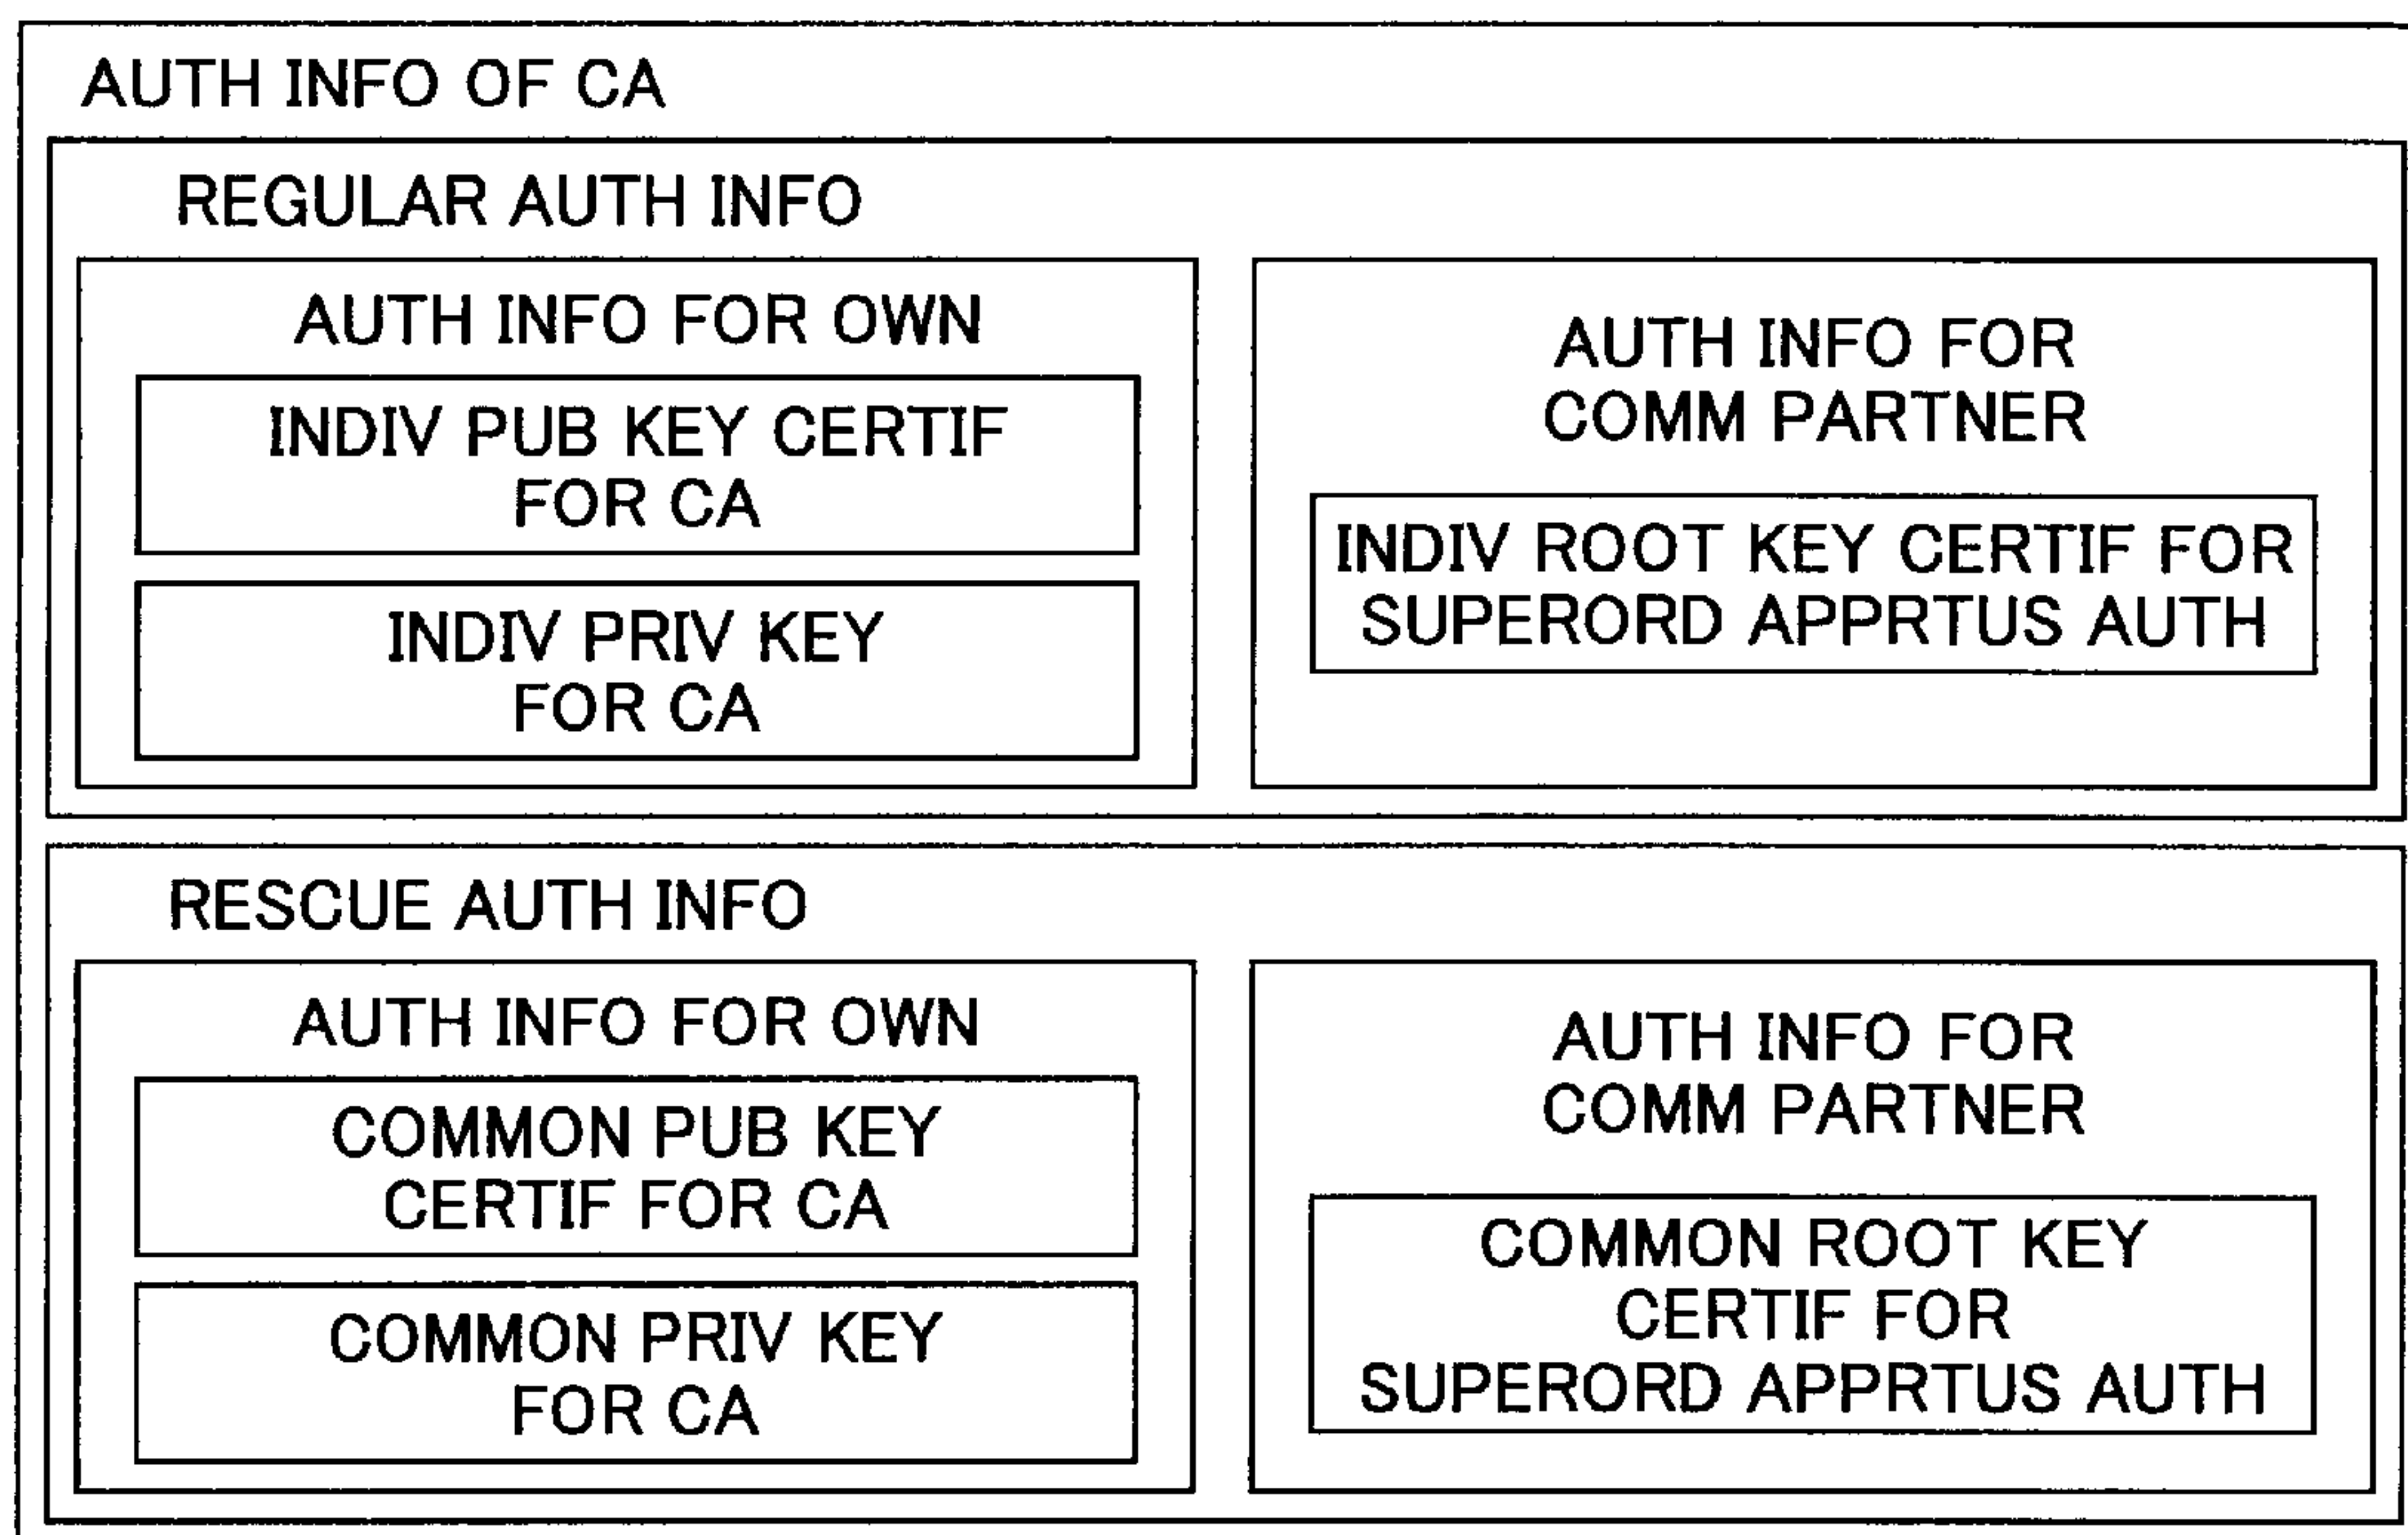 AUTH INFO OF CA
REGULAR AUTH INFO
AUTH INFO FOR OWN
INDIV PUB KEY CERTIF
FOR CA
INDIV PRIV KEY
FOR CA
AUTH INFO FOR
COMM PARTNER
INDIV ROOT KEY CERTIF FOR
SUPERORD APPRTUS AUTH
RESCUE AUTH INFO
AUTH INFO FOR OWN
COMMON PUB KEY
CERTIF FOR CA
COMMON PRIV KEY
FOR CA
AUTH INFO FOR
COMM PARTNER
COMMON ROOT KEY
CERTIF FOR
SUPERORD APPRTUS AUTH